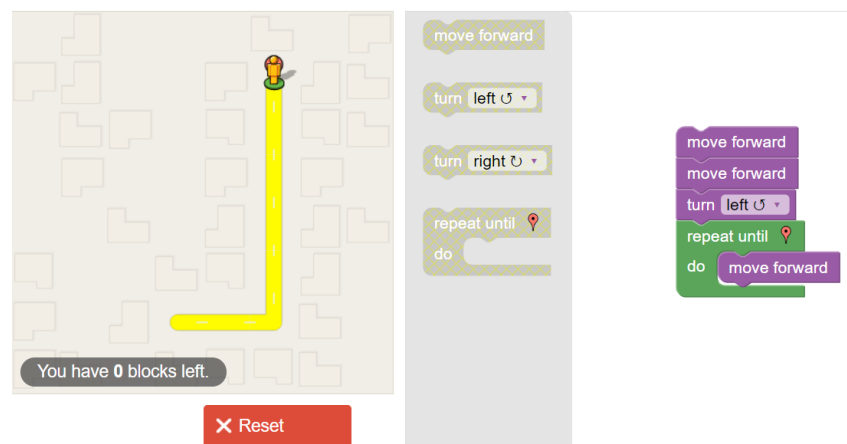 You have 0 blocks left.
Reset
move forward
turn left ↺ ▾
turn right ↻ ▾
repeat until
do
move forward
move forward
turn left ↺ ▾
repeat until
do move forward